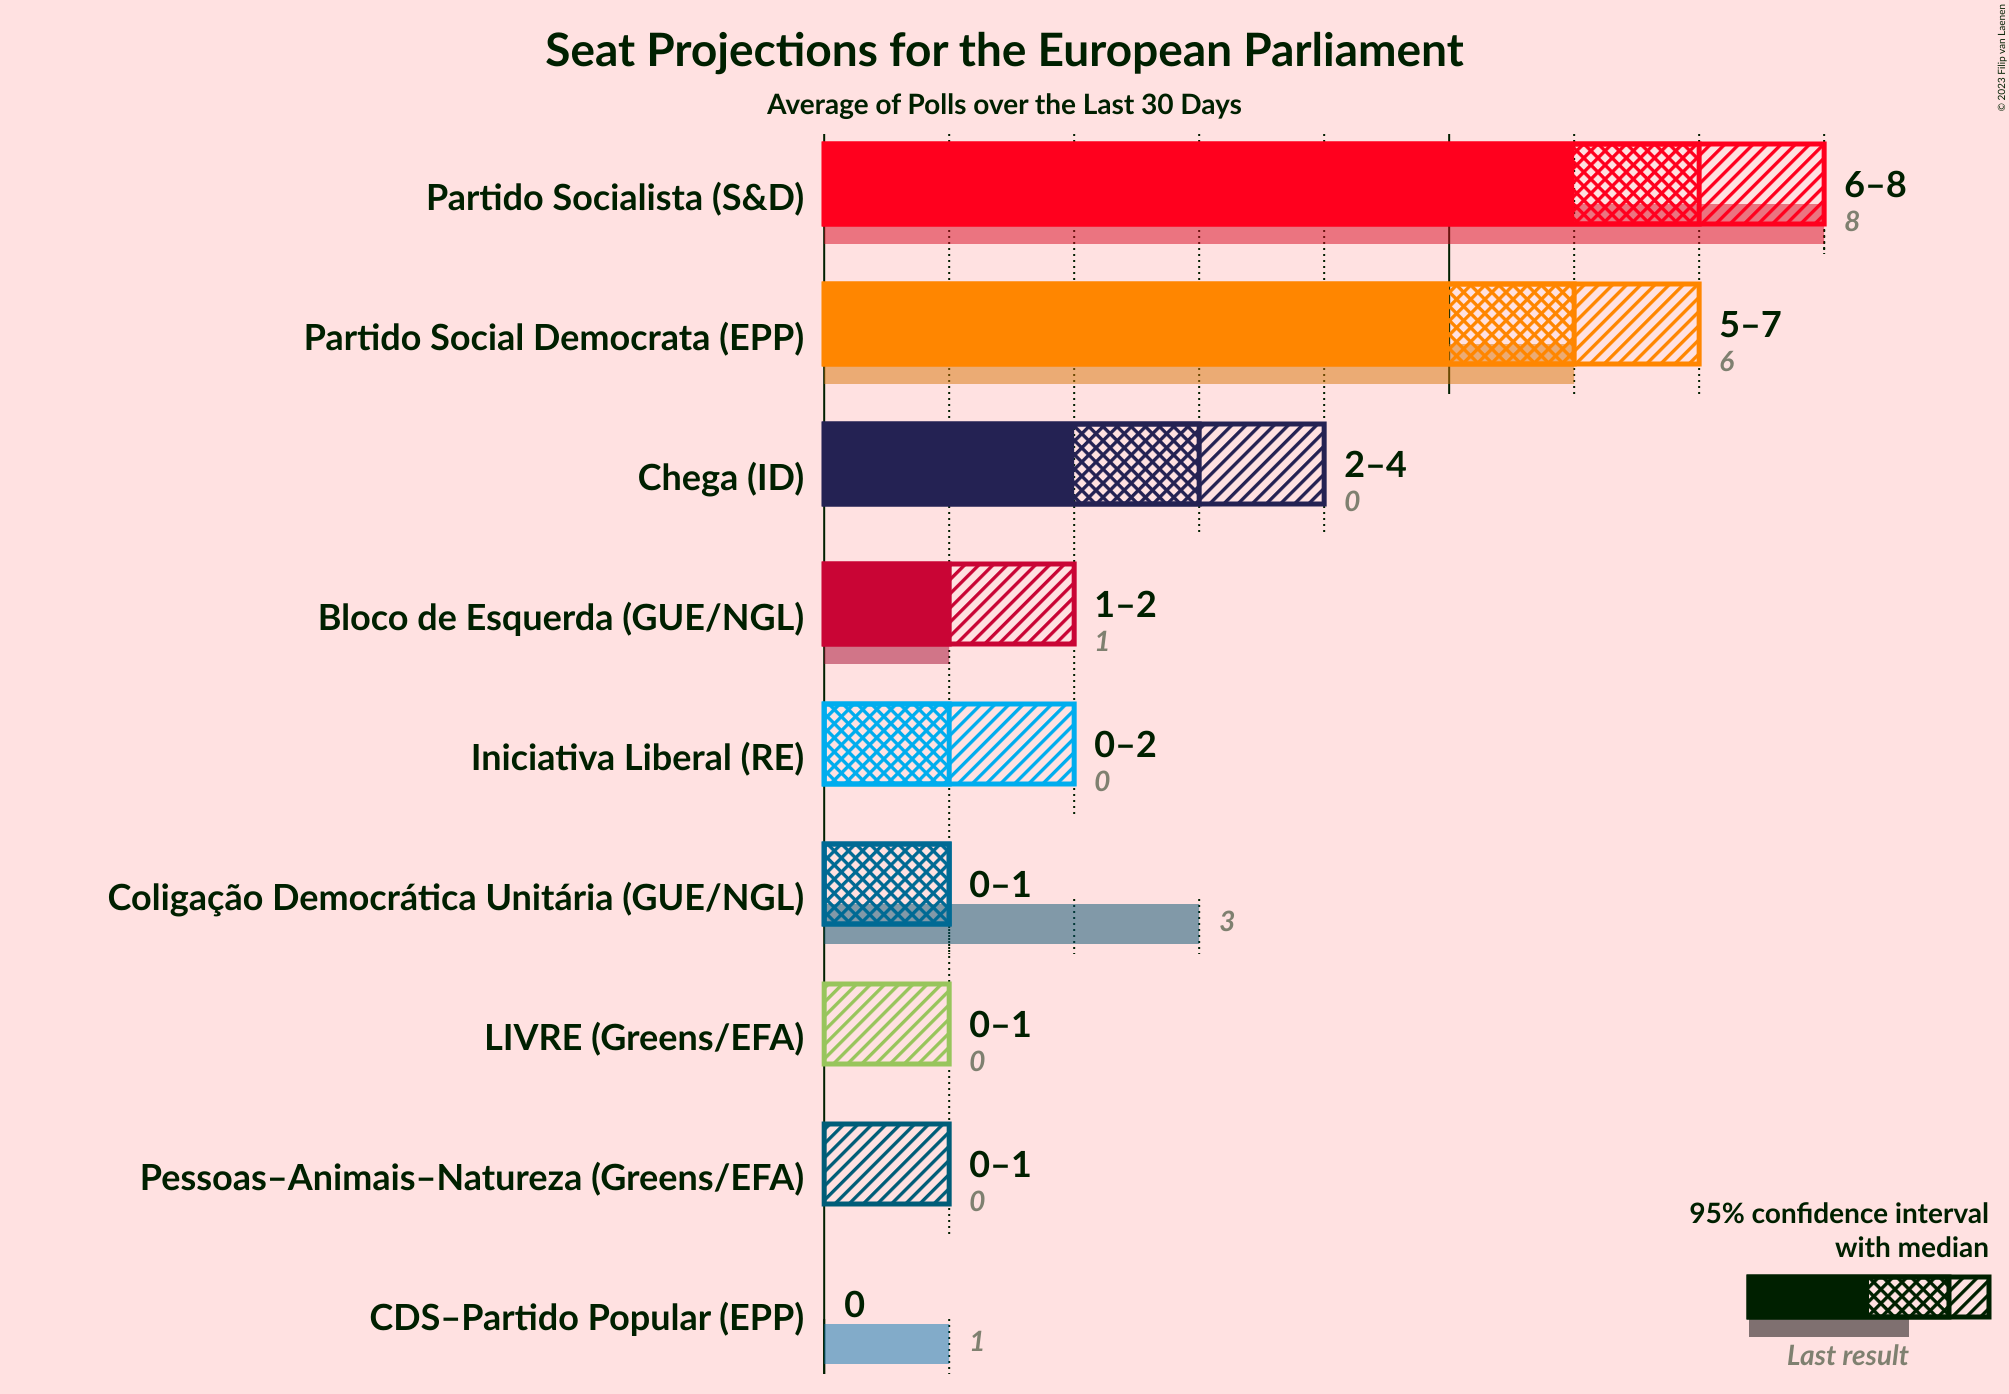 Seat Projections for the European Parliament
Average of Polls over the Last 30 Days
© 2023 Filip van Laenen
Partido Socialista (S&D)
6–8
8
Partido Social Democrata (EPP)
5–7
6
Chega (ID)
2–4
0
Bloco de Esquerda (GUE/NGL)
1–2
1
Iniciativa Liberal (RE)
0–2
0
Coligação Democrática Unitária (GUE/NGL)
0–1
3
LIVRE (Greens/EFA)
0–1
0
Pessoas–Animais–Natureza (Greens/EFA)
0–1
0
CDS–Partido Popular (EPP)
0
1
95% confidence interval
with median
Last result